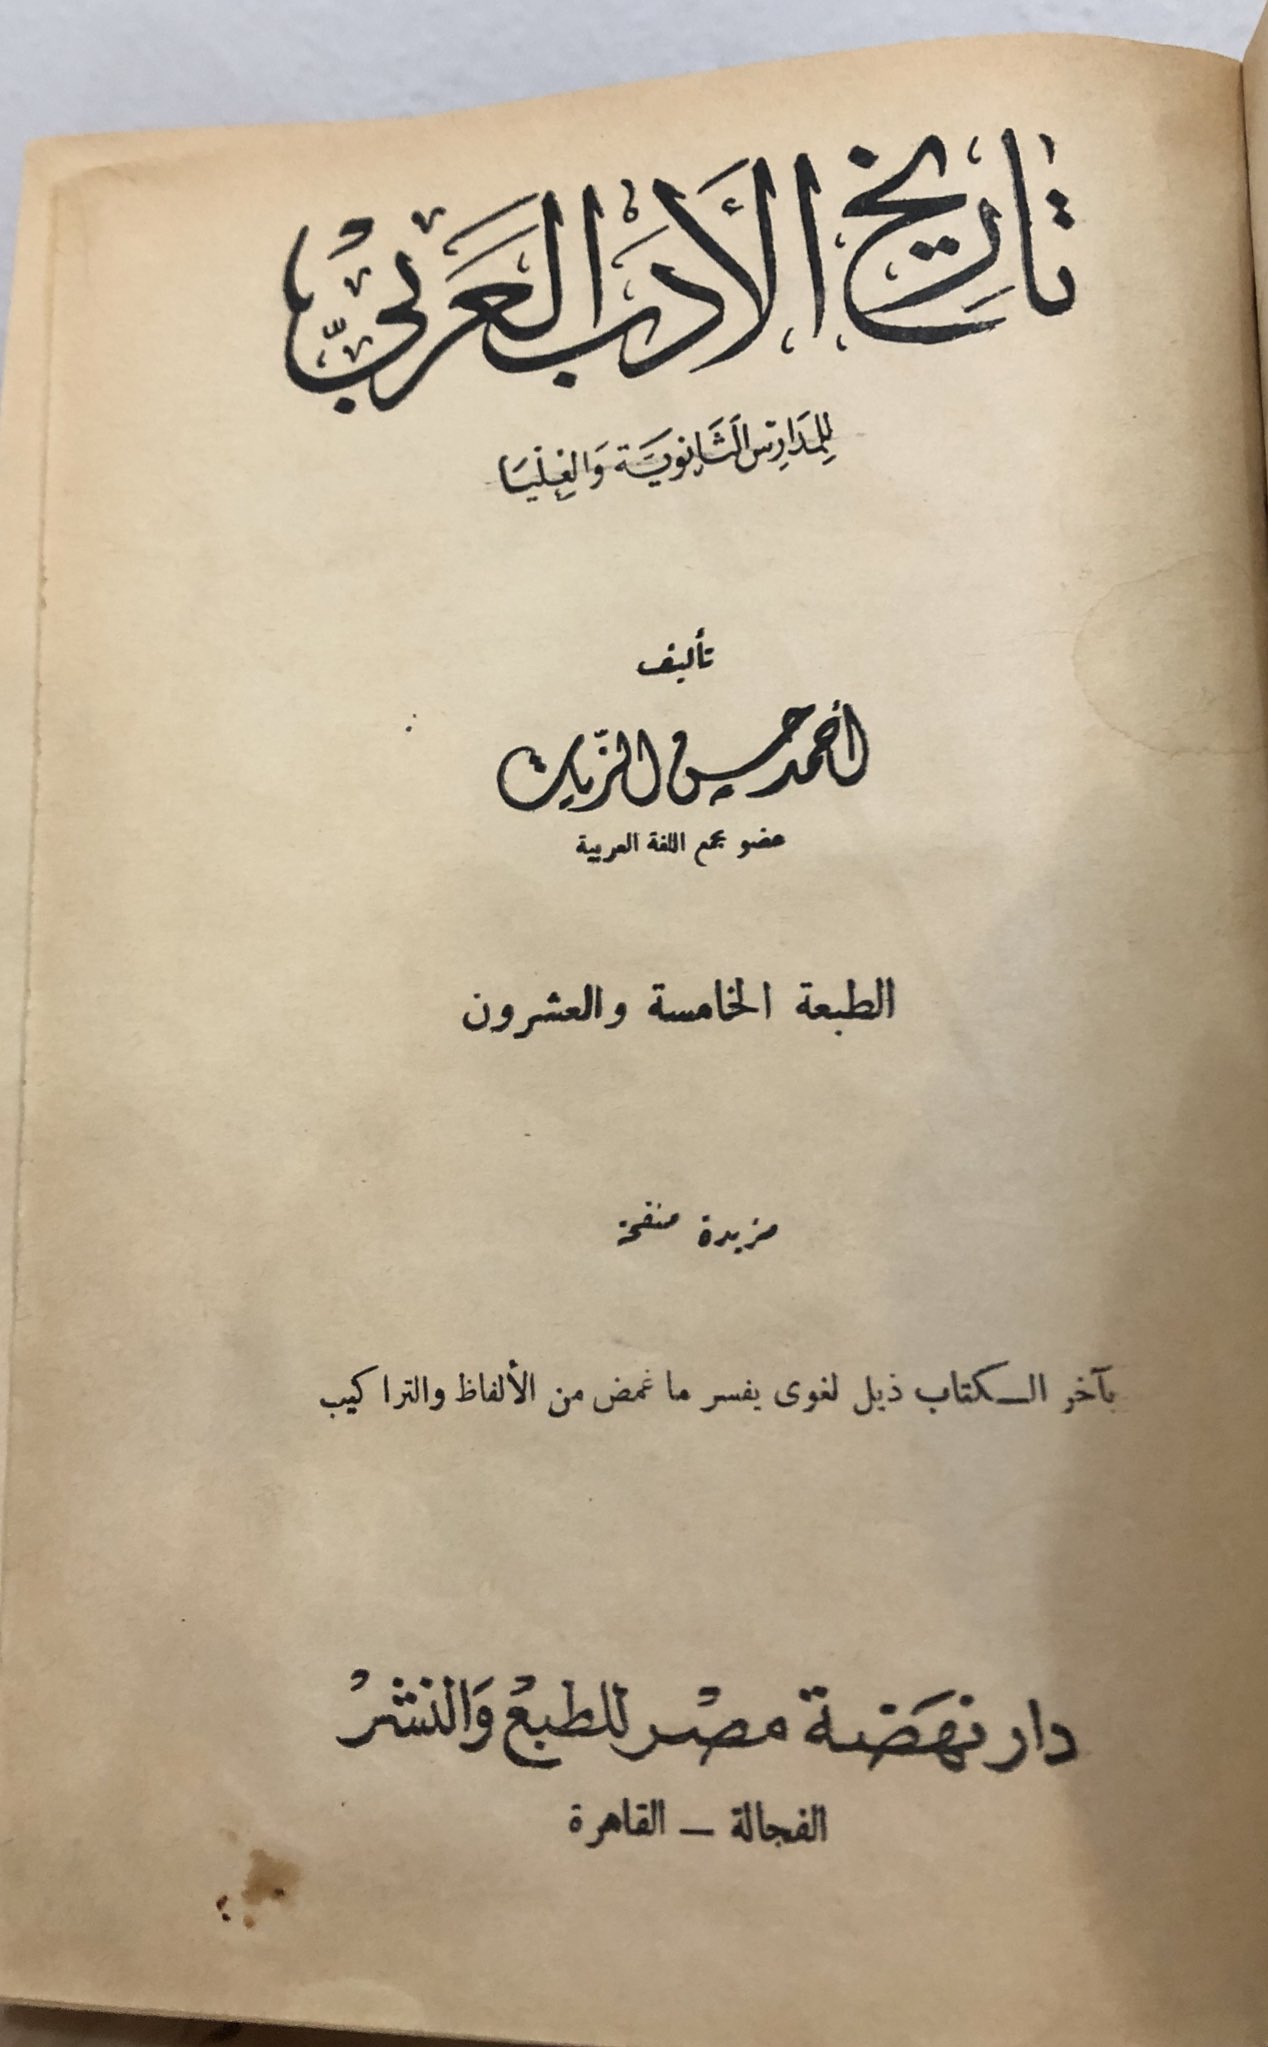 تاريخ الأدب العربي
للمدارس الثانوية والعليا
تأليف
أحمد حسن الزيات
عضو مجمع اللغة العربية
الطبعة الخامسة والعشرون
مزيدة منقحة
بآخر الكتاب ذيل لغوى يفسر ما غمض من الألفاظ والتراكيب
دار نهضة مصر للطبع والنشر
الفجالة – القاهرة